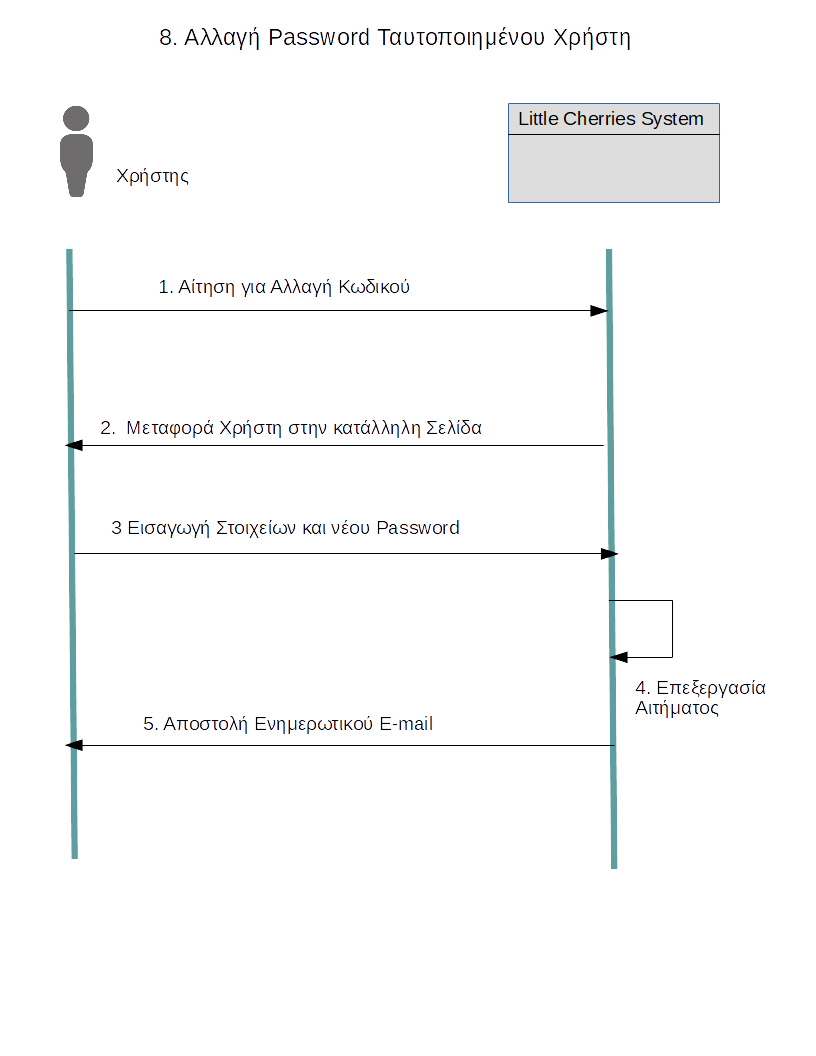 8. Αλλαγή Password Ταυτοποιημένου Χρήστη
Little Cherries System
Χρήστης
1. Αίτηση για Αλλαγή Κωδικού
2. Μεταφορά Χρήστη στην κατάλληλη Σελίδα
3 Εισαγωγή Στοιχείων και νέου Password
4. Επεξεργασία
Αιτήματος
5. Αποστολή Ενημερωτικού E-mail